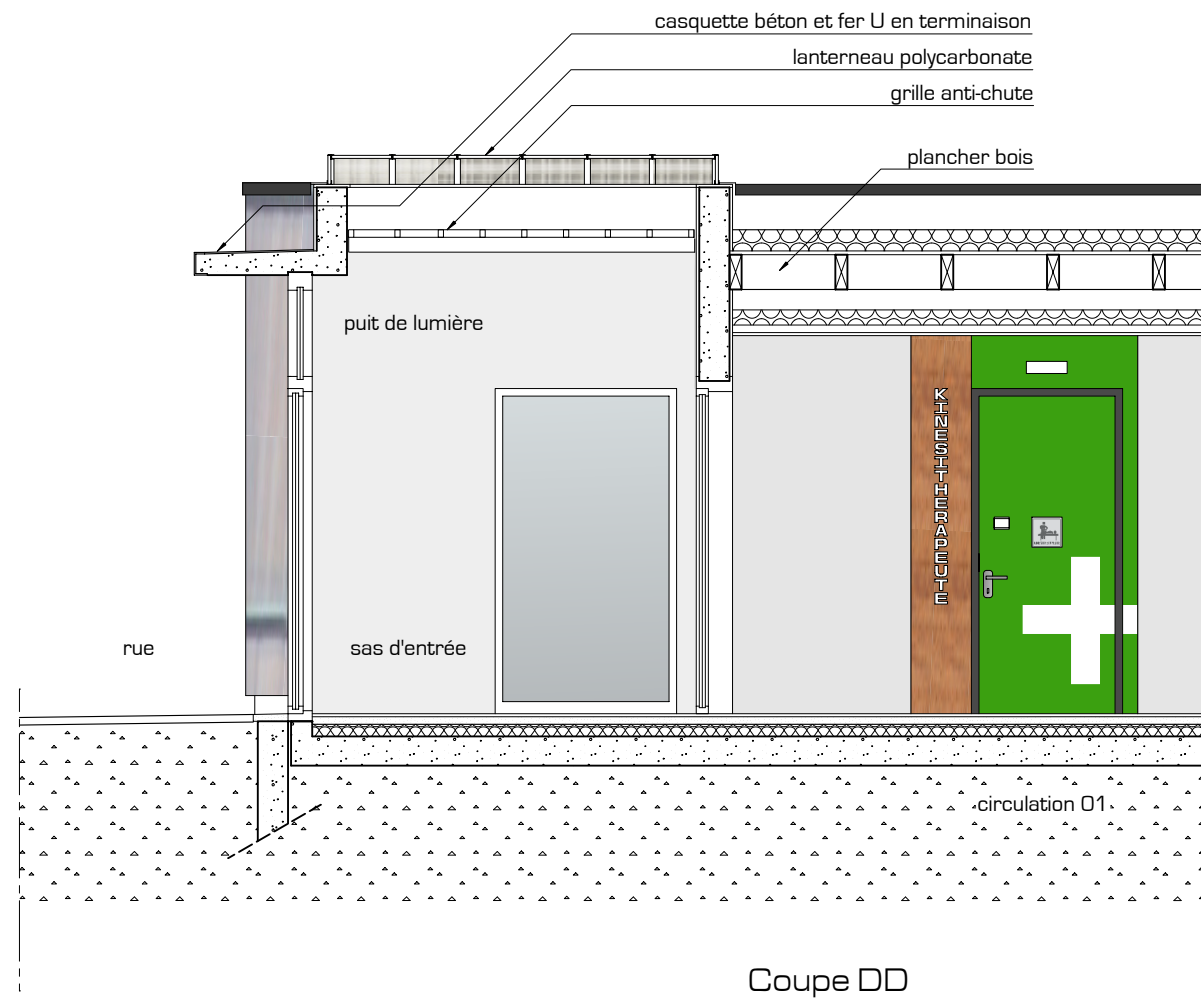 casquette béton et fer U en terminaison
lanterneau polycarbonate
grille anti-chute
plancher bois
puit de lumière
KINESITHERAPEUTE
rue
sas d'entrée
circulation 01
Coupe DD